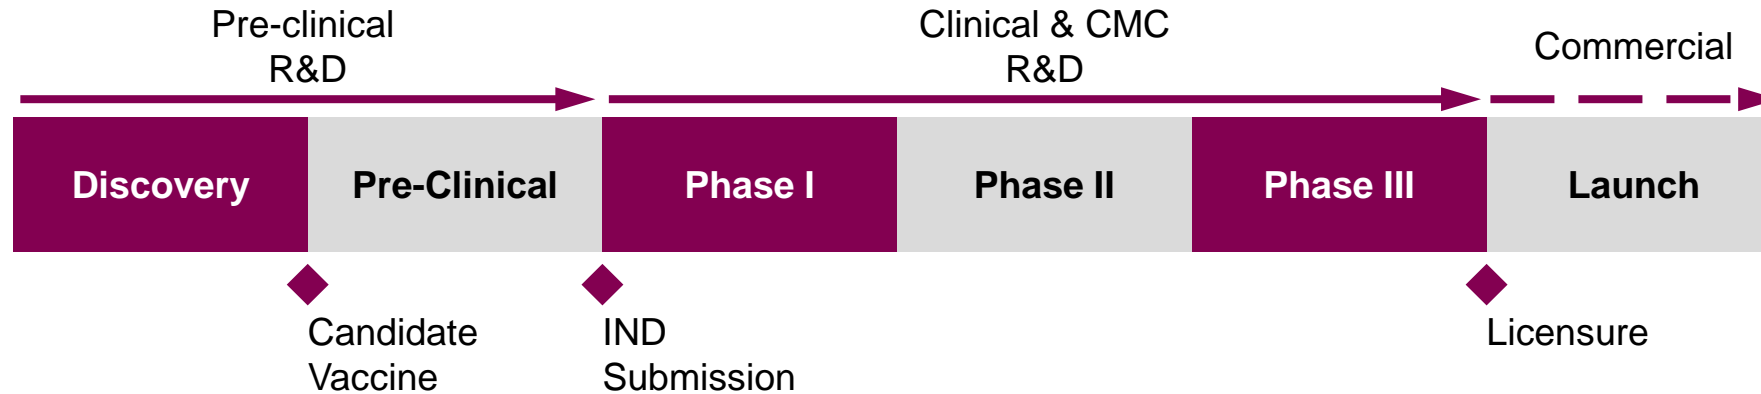 Pre-clinical
R&D
Clinical & CMC
R&D
Commercial
Discovery
Pre-Clinical
Phase I
Phase II
Phase III
Launch
Candidate
Vaccine
IND
Submission
Licensure